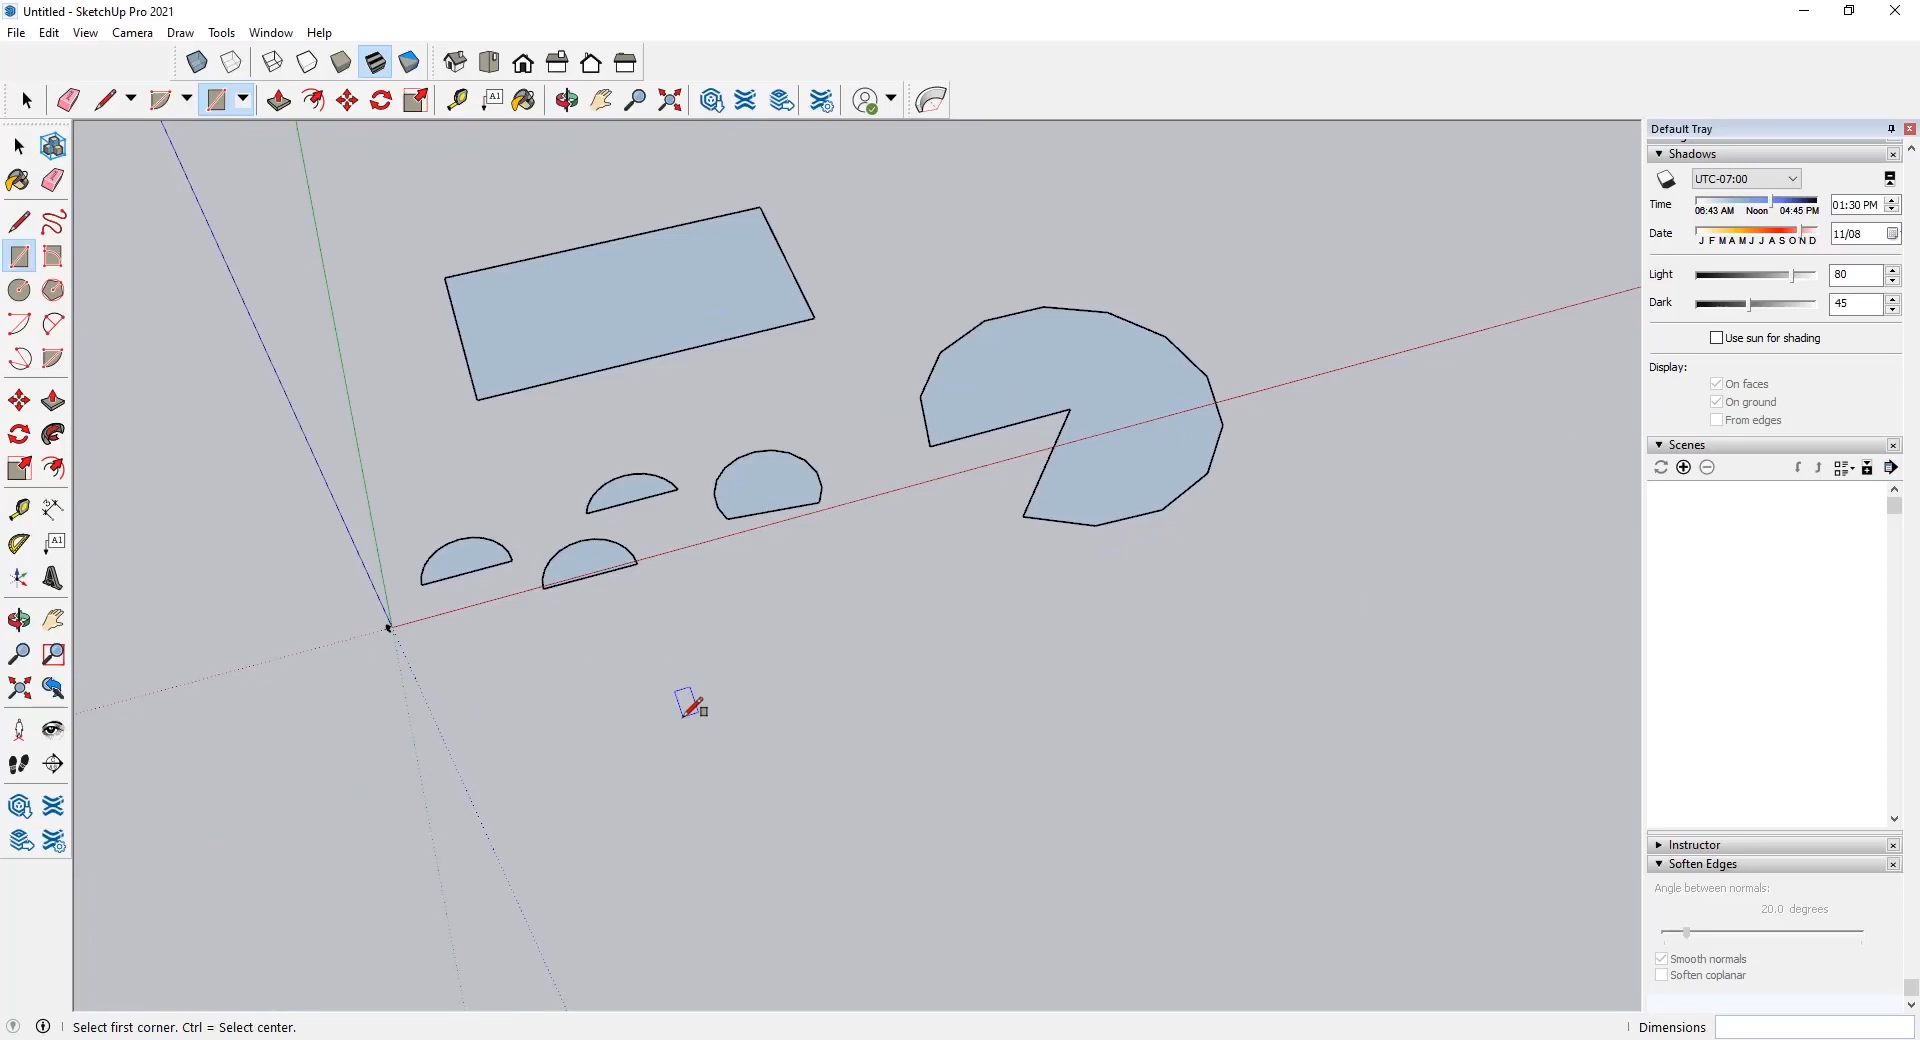 Untitled - SketchUp Pro 2021
File Edit View Camera Draw Tools Window Help
A1
Default Tray
Shadows
UTC-07:00
Time 06:43 AM Noon 04:45 PM 01:30 PM
Date J F M A M J J A S O N D 11/08
Light 80
Dark 45
Use sun for shading
Display:
On faces
On ground
From edges
Scenes
A1
Instructor
Soften Edges
Angle between normals:
20.0 degrees
Smooth normals
Soften coplanar
Select first corner. Ctrl = Select center.
Dimensions